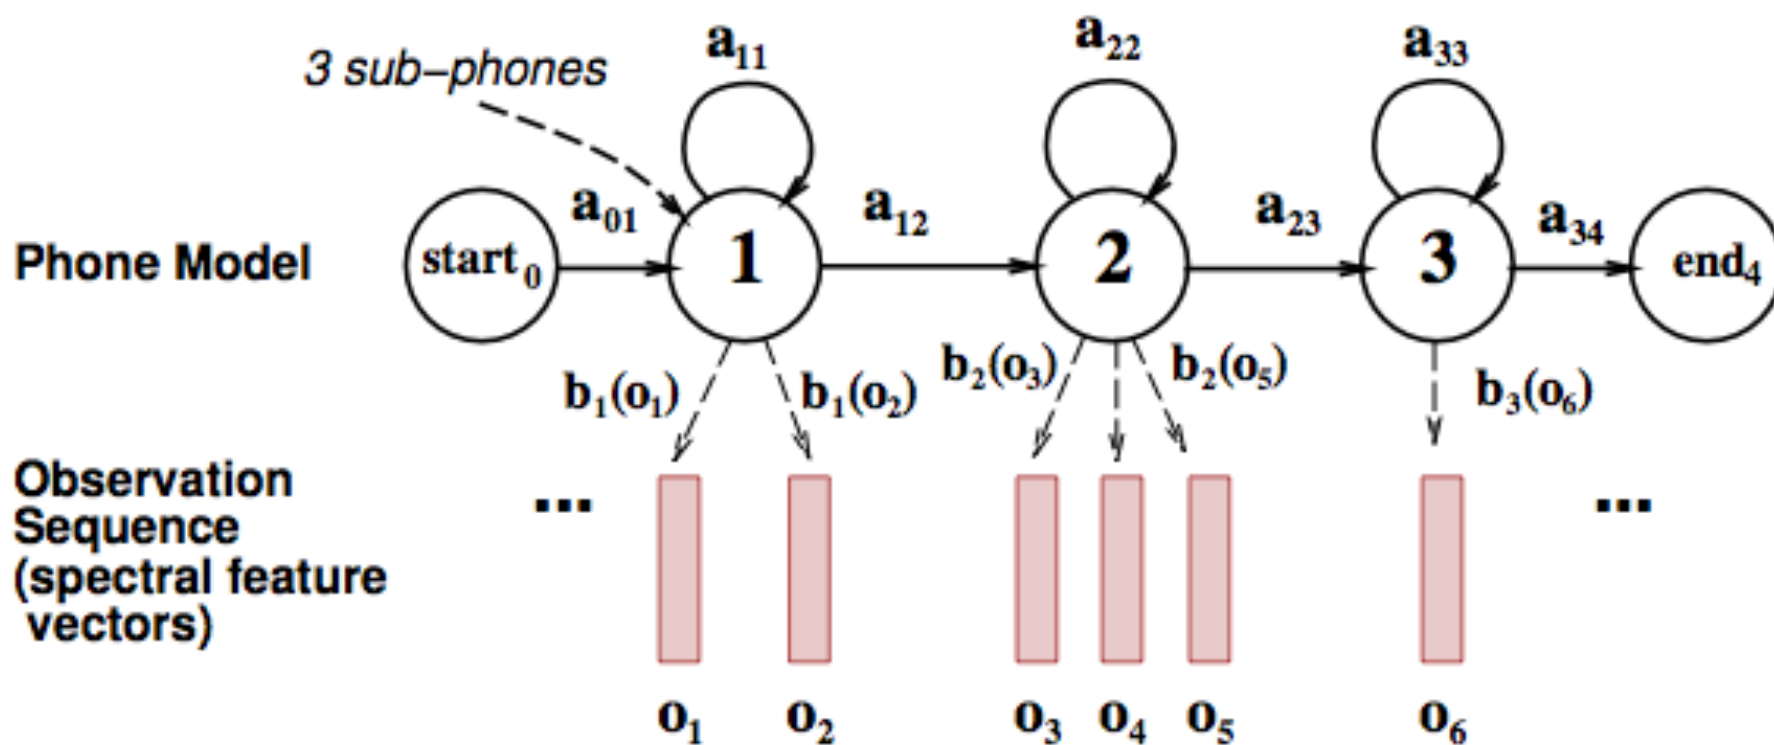 3 sub-phones
a₁₁ a₂₂ a₃₃
a₀₁ a₁₂ a₂₃ a₃₄
Phone Model start₀ 1 2 3 end₄
b₁(o₁) b₁(o₂) b₂(o₃) b₂(o₅) b₃(o₆)
Observation
Sequence ... ...
(spectral feature
vectors)
o₁ o₂ o₃ o₄ o₅ o₆